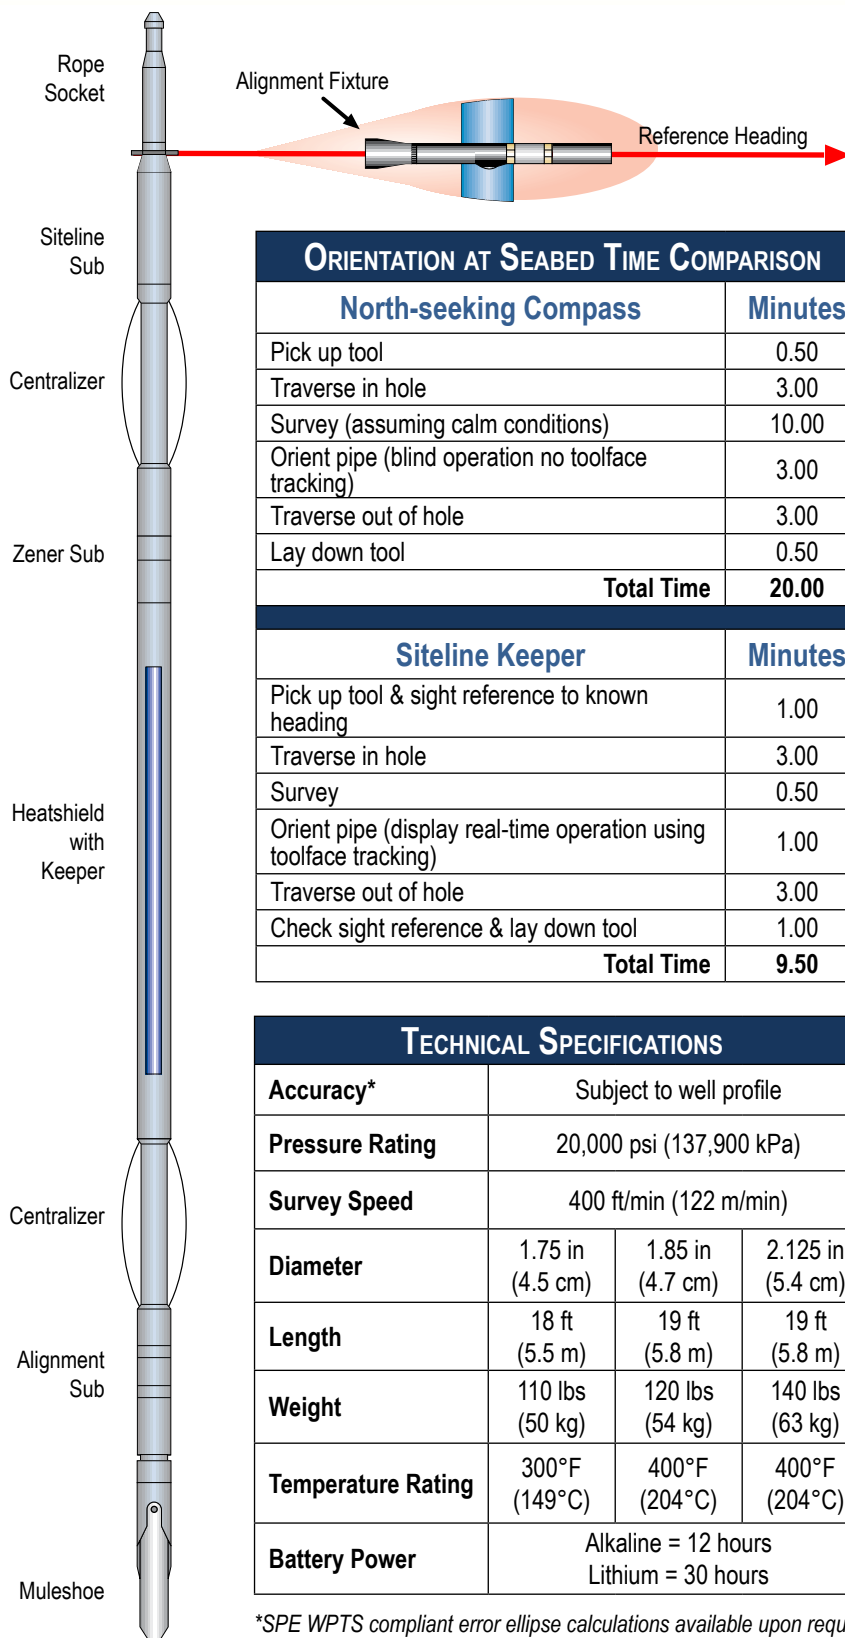 Rope
Socket
Alignment Fixture
Reference Heading
Siteline
Sub
Centralizer
Zener Sub
Heatshield
with
Keeper
Centralizer
Alignment
Sub
Muleshoe
ORIENTATION AT SEABED TIME COMPARISON
North-seeking Compass Minutes
Pick up tool 0.50
Traverse in hole 3.00
Survey (assuming calm conditions) 10.00
Orient pipe (blind operation no toolface
tracking) 3.00
Traverse out of hole 3.00
Lay down tool 0.50
Total Time 20.00
Siteline Keeper Minutes
Pick up tool & sight reference to known
heading 1.00
Traverse in hole 3.00
Survey 0.50
Orient pipe (display real-time operation using
toolface tracking) 1.00
Traverse out of hole 3.00
Check sight reference & lay down tool 1.00
Total Time 9.50
TECHNICAL SPECIFICATIONS
Accuracy* Subject to well profile
Pressure Rating 20,000 psi (137,900 kPa)
Survey Speed 400 ft/min (122 m/min)
Diameter 1.75 in 1.85 in 2.125 in
(4.5 cm) (4.7 cm) (5.4 cm)
Length 18 ft 19 ft 19 ft
(5.5 m) (5.8 m) (5.8 m)
Weight 110 lbs 120 lbs 140 lbs
(50 kg) (54 kg) (63 kg)
Temperature Rating 300°F 400°F 400°F
(149°C) (204°C) (204°C)
Battery Power Alkaline = 12 hours
Lithium = 30 hours
*SPE WPTS compliant error ellipse calculations available upon